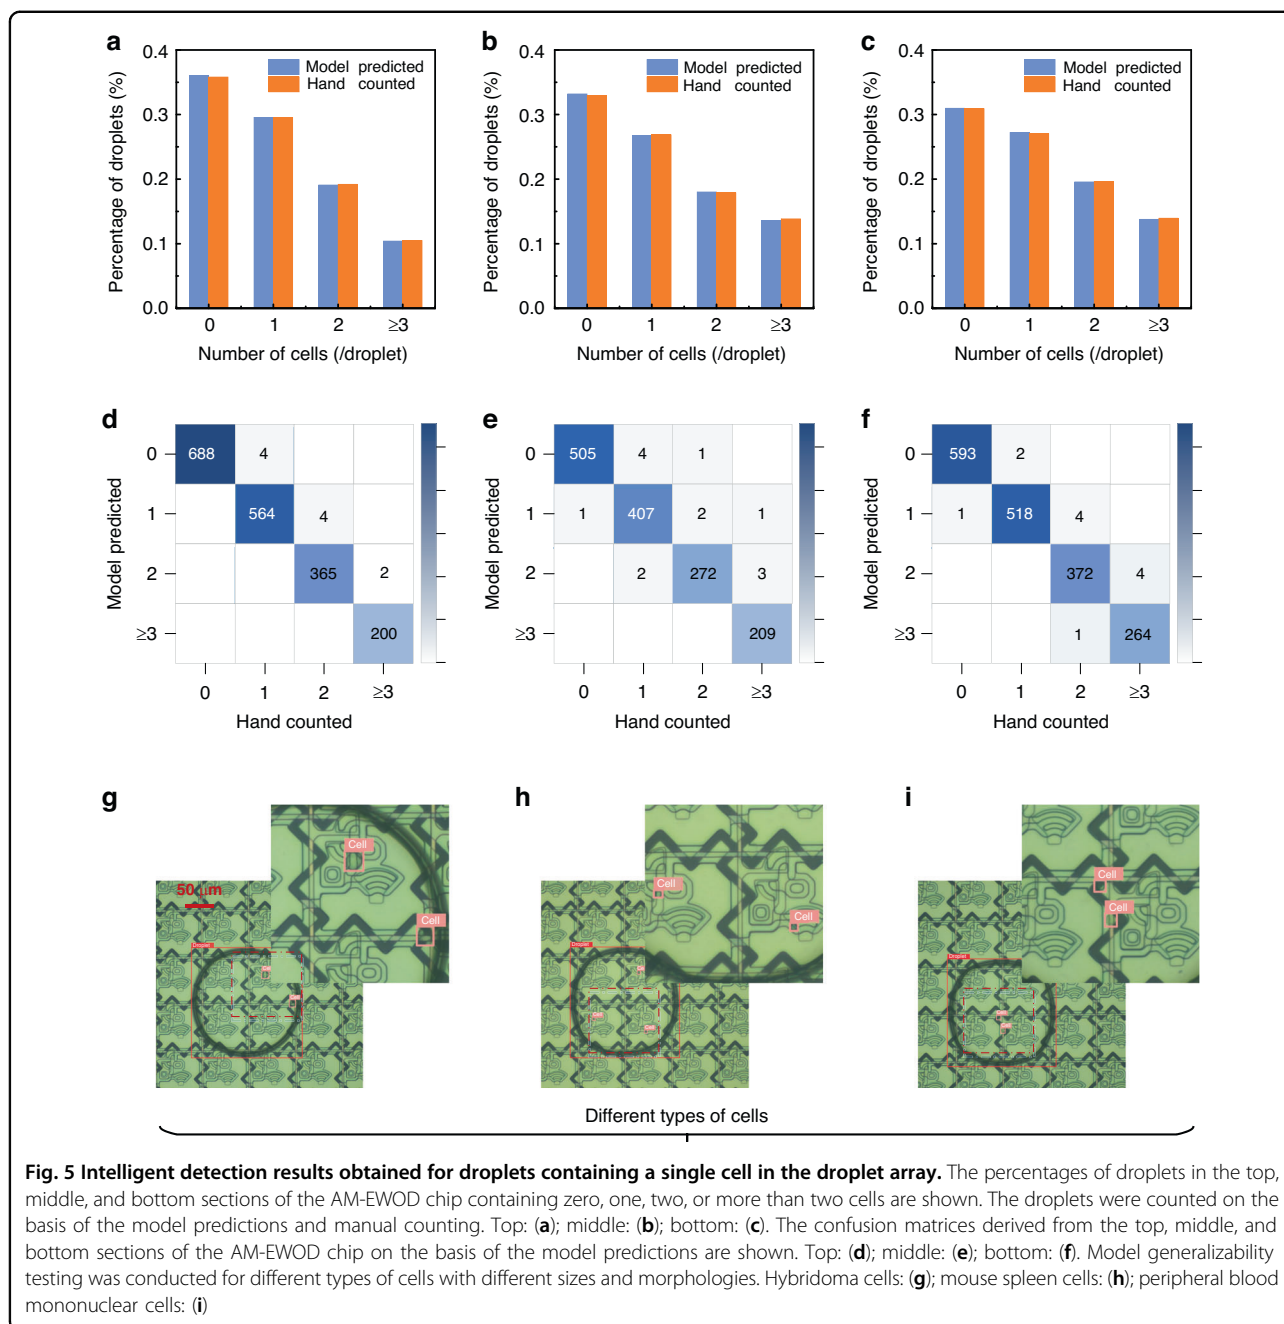 a
0.4
0.3
0.2
0.1
0.0
Percentage of droplets (%)
Model predicted
Hand counted
0 1 2 ≥3
Number of cells (/droplet)
b
0.4
0.3
0.2
0.1
0.0
Percentage of droplets (%)
Model predicted
Hand counted
0 1 2 ≥3
Number of cells (/droplet)
c
0.4
0.3
0.2
0.1
0.0
Percentage of droplets (%)
Model predicted
Hand counted
0 1 2 ≥3
Number of cells (/droplet)
d
Model predicted
0 688 4
1 564 4
2 365 2
≥3 200
0 1 2 ≥3
Hand counted
e
Model predicted
0 505 4 1
1 1 407 2 1
2 2 272 3
≥3 209
0 1 2 ≥3
Hand counted
f
Model predicted
0 593 2
1 1 518 4
2 372 4
≥3 1 264
0 1 2 ≥3
Hand counted
g
Cell
Cell
50 μm
Droplet
Cell
Cell
h
Cell
Cell
Droplet
Cell
Cell
Cell
i
Cell
Cell
Droplet
Cell
Cell
Different types of cells
Fig. 5 Intelligent detection results obtained for droplets containing a single cell in the droplet array. The percentages of droplets in the top,
middle, and bottom sections of the AM-EWOD chip containing zero, one, two, or more than two cells are shown. The droplets were counted on the
basis of the model predictions and manual counting. Top: (a); middle: (b); bottom: (c). The confusion matrices derived from the top, middle, and
bottom sections of the AM-EWOD chip on the basis of the model predictions are shown. Top: (d); middle: (e); bottom: (f). Model generalizability
testing was conducted for different types of cells with different sizes and morphologies. Hybridoma cells: (g); mouse spleen cells: (h); peripheral blood
mononuclear cells: (i)